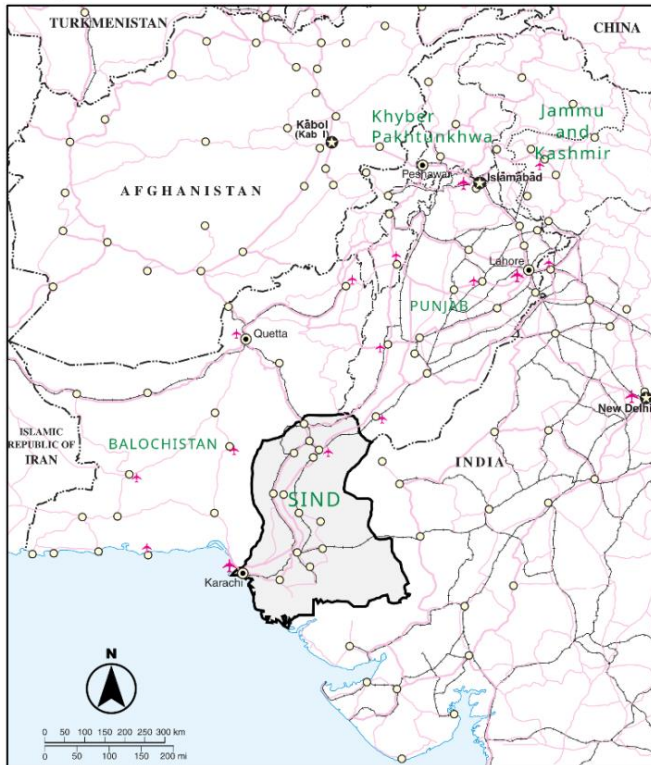 TURKMENISTAN
CHINA
Kābol
(Kab l)
Khyber
Pakhtunkhwa
Jammu
and
Kashmir
Peshawar
Islāmābād
AFGHANISTAN
Lahore
PUNJAB
Quetta
New Delhi
ISLAMIC
REPUBLIC OF
IRAN
BALOCHISTAN
INDIA
SIND
Karachi
N
0 50 100 150 200 250 300 km
0 50 100 150 200 mi